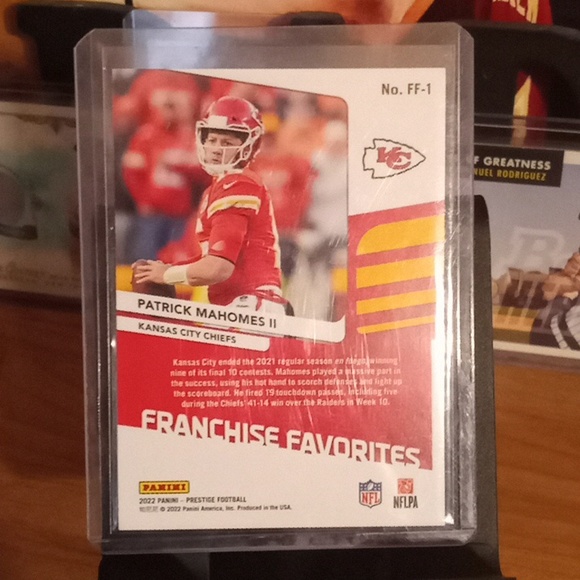 No. FF-1
KC
F GREATNESS
NUEL RODRIGUEZ
PATRICK MAHOMES II
KANSAS CITY CHIEFS
Kansas City ended the 2021 regular season en fuego, winning
nine of its final 10 contests. Mahomes played a massive part in
the success, using his hot hand to scorch defenses and light up
the scoreboard. He fired 19 touchdown passes, including five
during the Chiefs' 41-14 win over the Raiders in Week 10.
FRANCHISE FAVORITES
PANINI
2022 PANINI – PRESTIGE FOOTBALL
© 2022 Panini America, Inc. Produced in the USA.
NFL
NFLPA